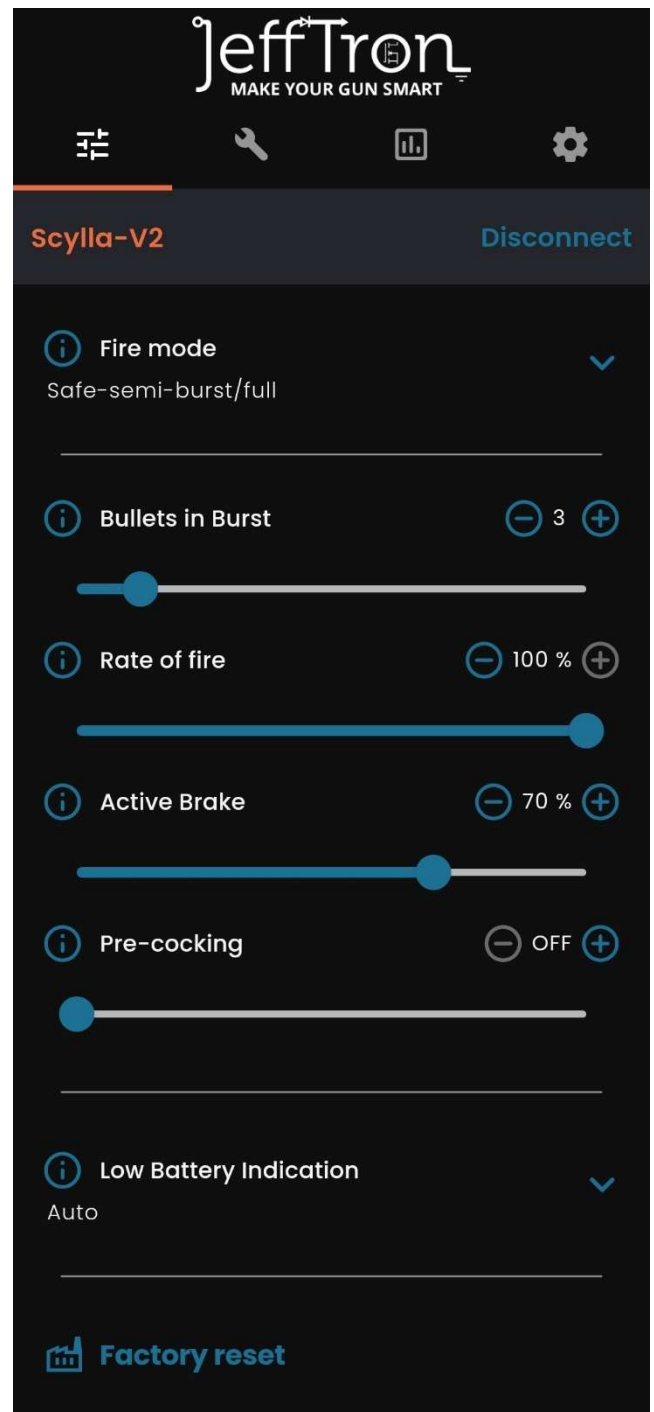 JeffTron
MAKE YOUR GUN SMART
Scylla-V2 Disconnect
Fire mode
Safe-semi-burst/full
Bullets in Burst 3
Rate of fire 100 %
Active Brake 70 %
Pre-cocking OFF
Low Battery Indication
Auto
Factory reset